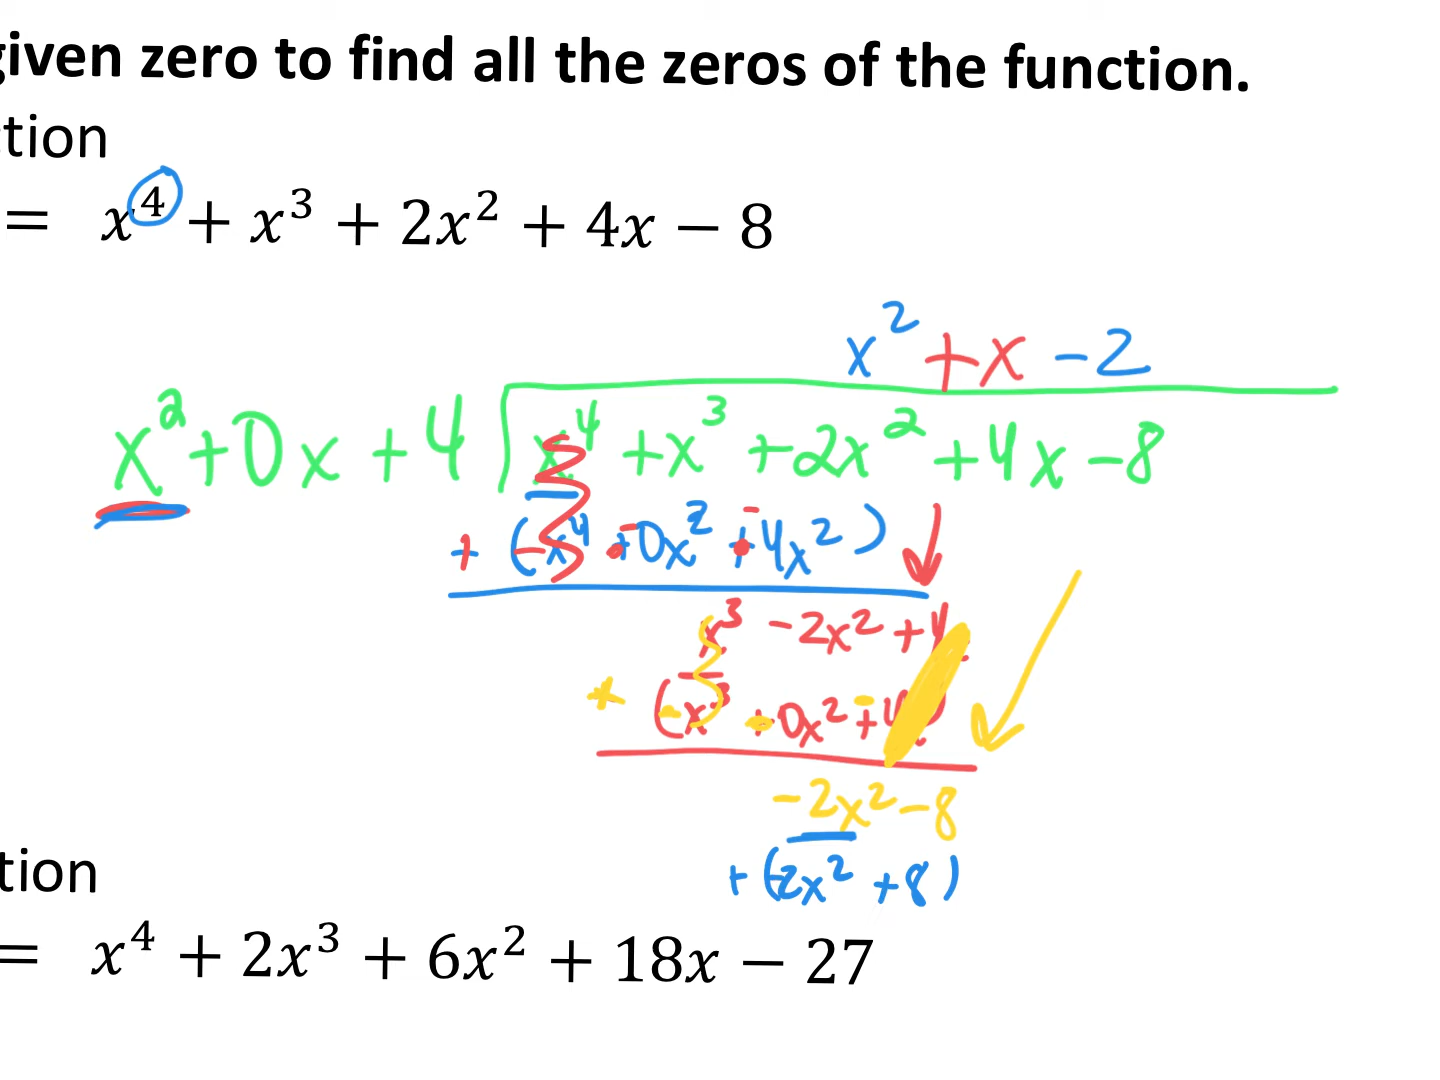 given zero to find all the zeros of the function.
tion
= x⁴ + x³ + 2x² + 4x − 8
x² + x − 2
x² + 0x + 4 x⁴ + x³ + 2x² + 4x − 8
+ (−x⁴ + 0x² + 4x²)
x³ − 2x² + 4
+ (−x³ + 0x² + 4
−2x² − 8
+ (2x² + 8)
tion
= x⁴ + 2x³ + 6x² + 18x − 27